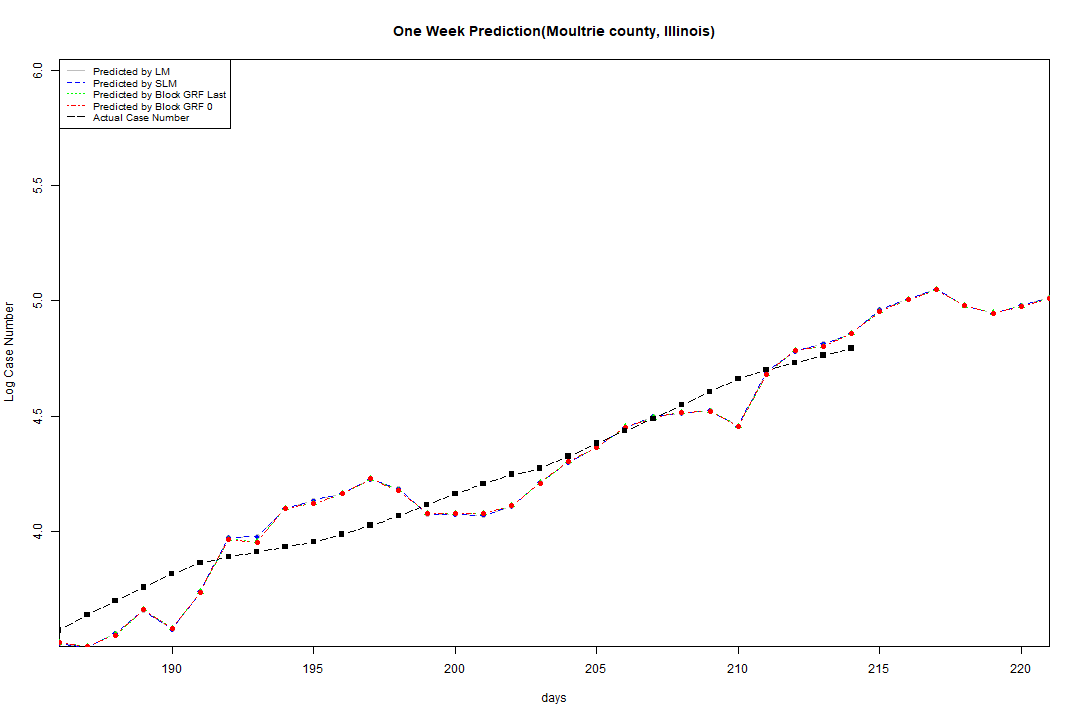 One Week Prediction(Moultrie county, Illinois)
Predicted by LM
Predicted by SLM
Predicted by Block GRF Last
Predicted by Block GRF 0
Actual Case Number
6.0
5.5
5.0
4.5
4.0
Log Case Number
190 195 200 205 210 215 220
days